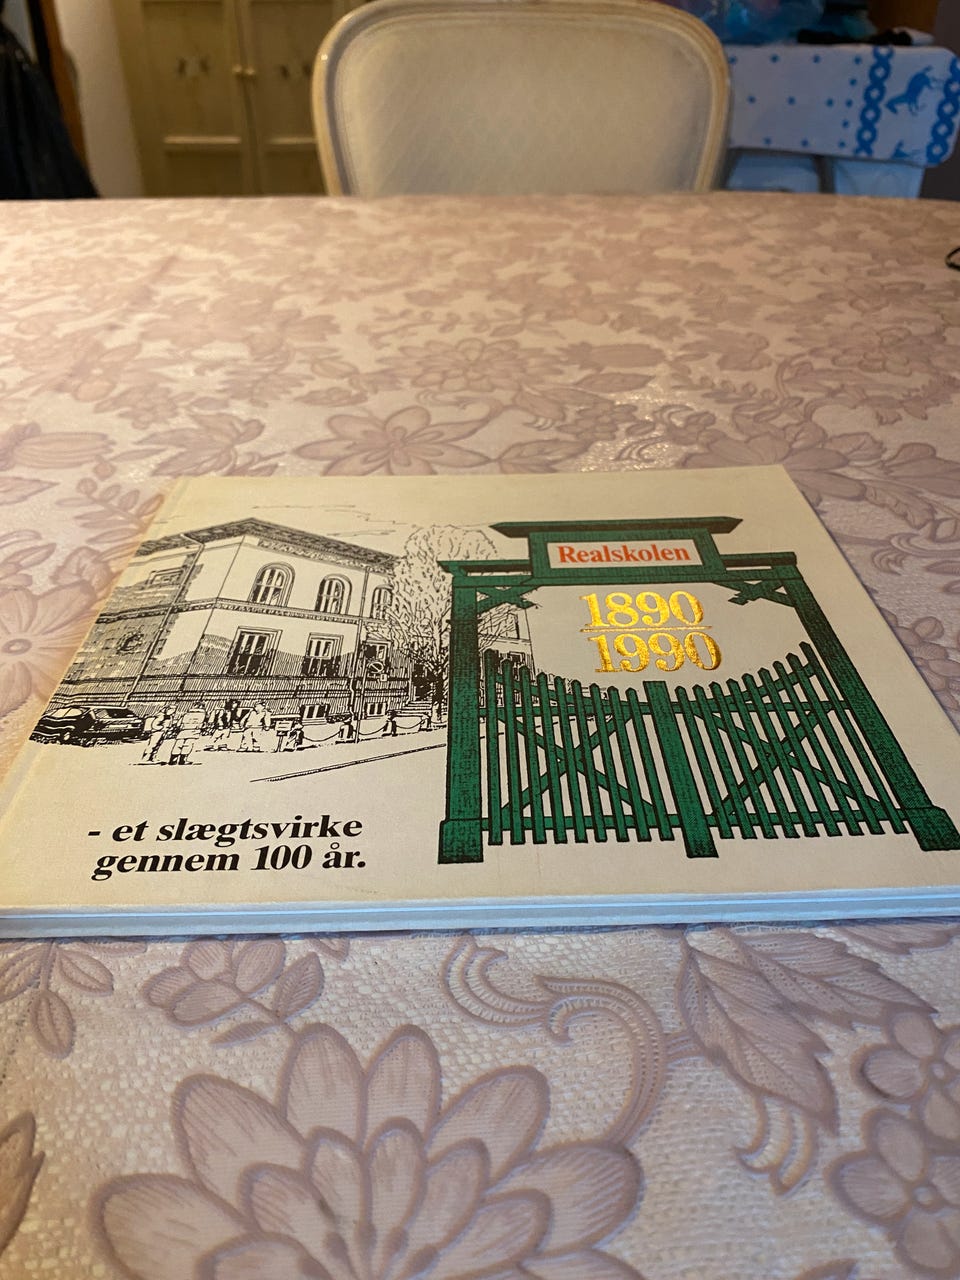 Realskolen
1890
1990
- et slægtsvirke
gennem 100 år.